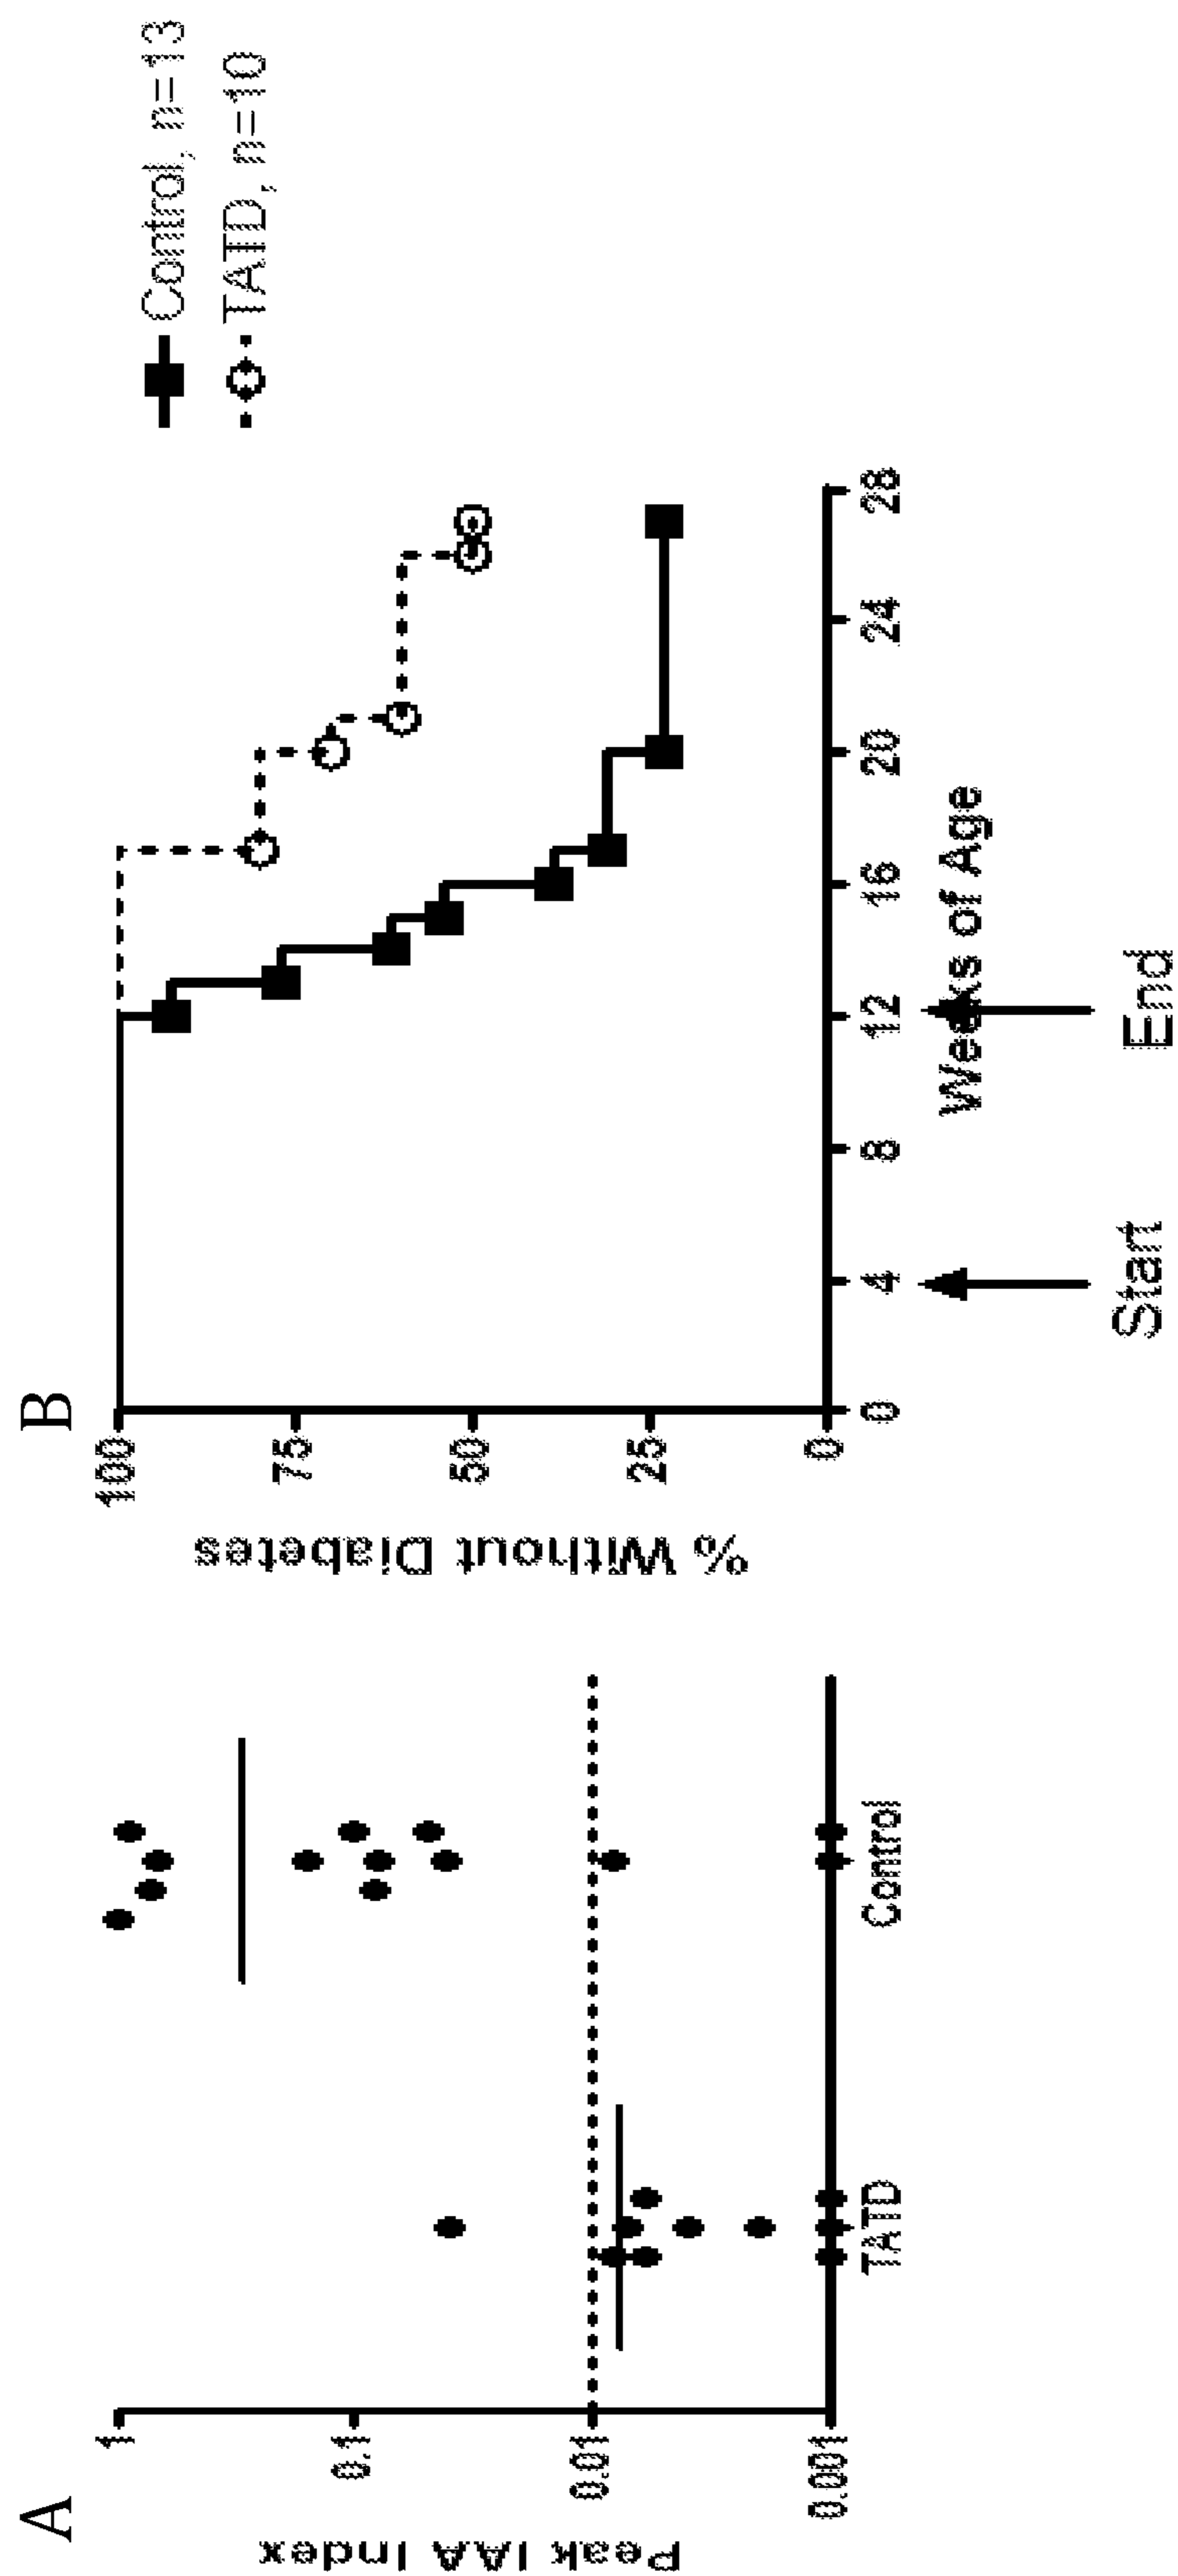 A
Peak IAA Index
1
0.1
0.01
0.001
TATD
Control
B
% Without Diabetes
100
75
50
25
0
0
4
8
12
16
20
24
28
Weeks of Age
Start
End
Control, n=13
TATD, n=10